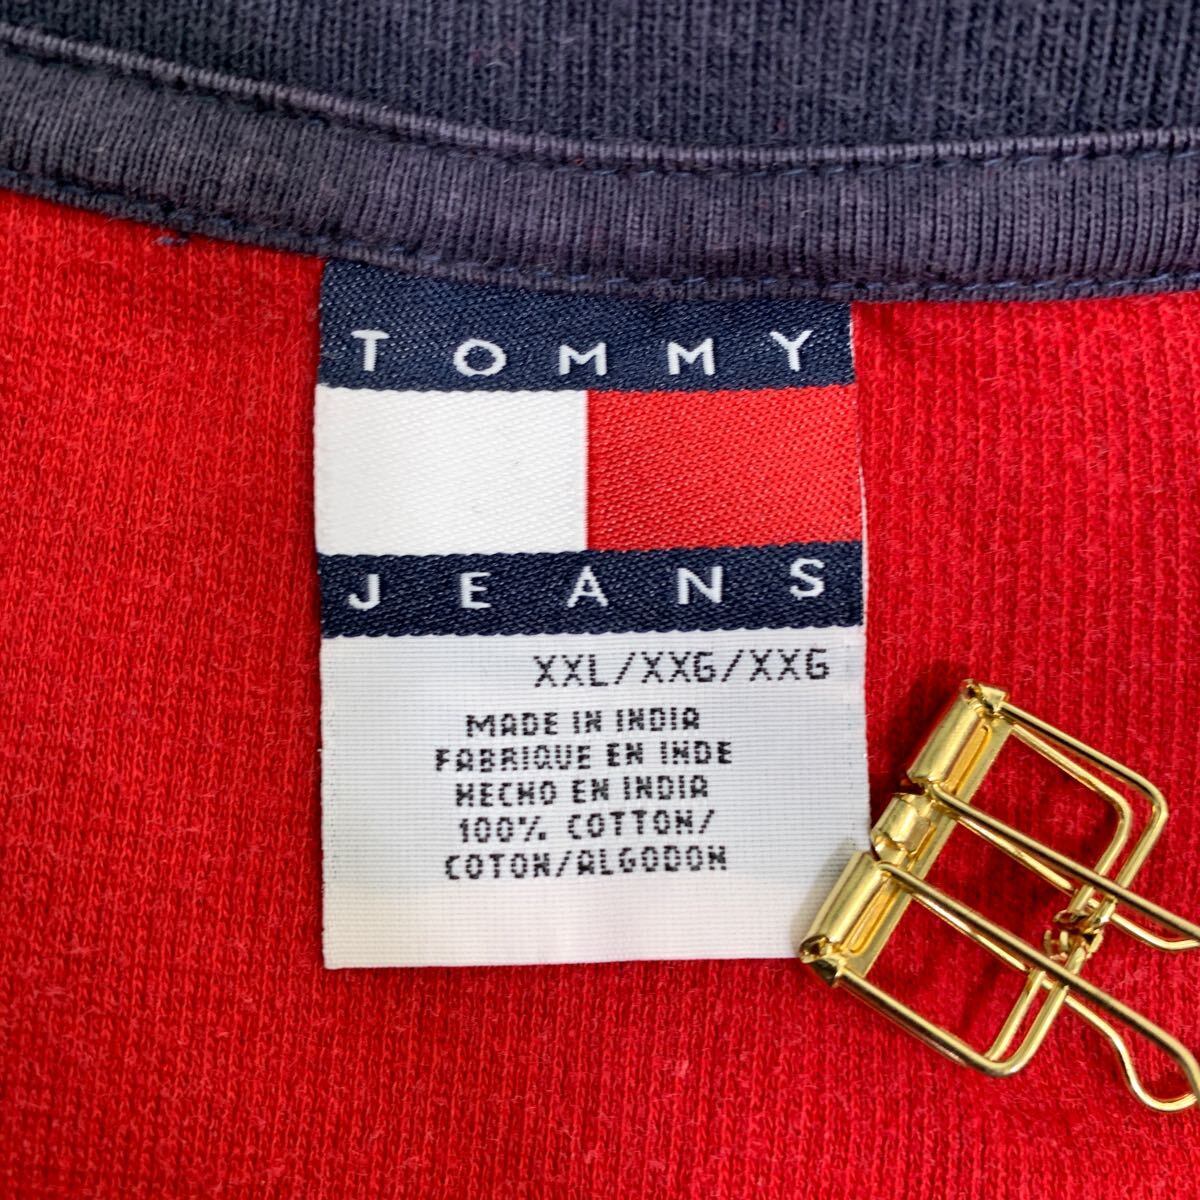 TOMMY
JEANS
XXL/XXG/XXG
MADE IN INDIA
FABRIQUE EN INDE
HECHO EN INDIA
100% COTTON/
COTON/ALGODON